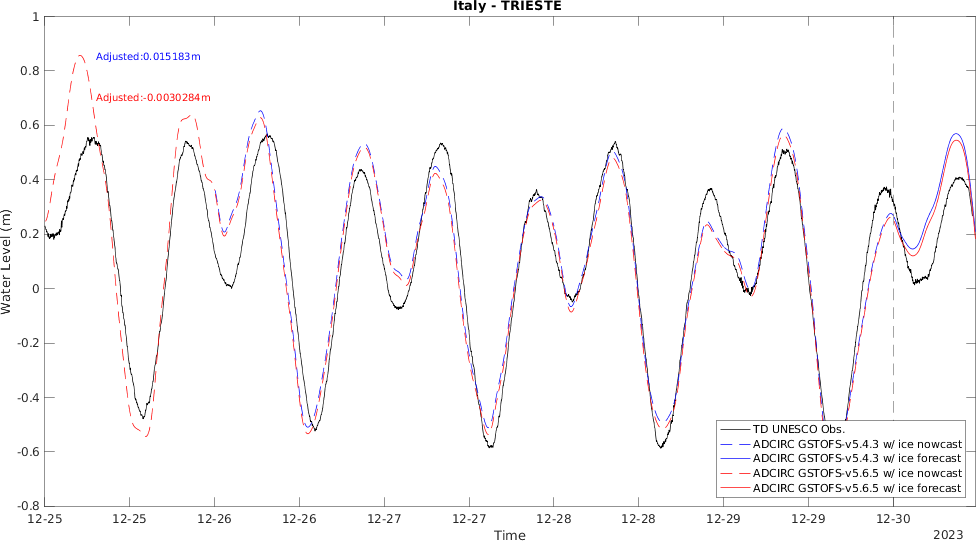 Italy - TRIESTE
Adjusted:0.015183m
Adjusted:-0.0030284m
Water Level (m)
1
0.8
0.6
0.4
0.2
0
-0.2
-0.4
-0.6
-0.8
TD UNESCO Obs.
ADCIRC GSTOFS-v5.4.3 w/ ice nowcast
ADCIRC GSTOFS-v5.4.3 w/ ice forecast
ADCIRC GSTOFS-v5.6.5 w/ ice nowcast
ADCIRC GSTOFS-v5.6.5 w/ ice forecast
12-25 12-25 12-26 12-26 12-27 12-27 12-28 12-28 12-29 12-29 12-30
Time
2023